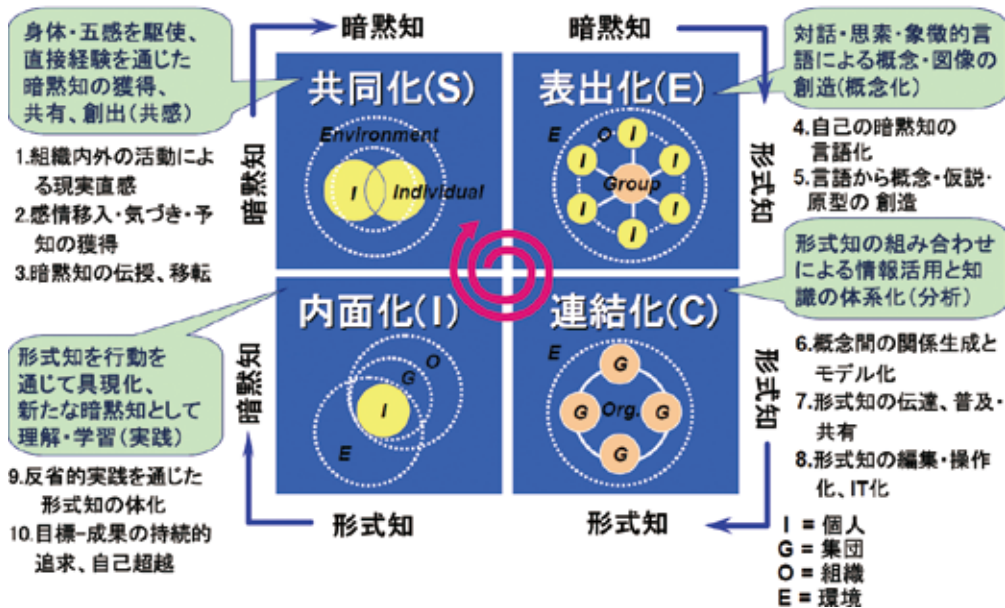 身体・五感を駆使、
直接経験を通じた
暗黙知の獲得、
共有、創出(共感)
1.組織内外の活動によ
る現実直感
2.感情移入・気づき・予
知の獲得
3.暗黙知の伝授、移転
暗黙知
暗黙知
共同化(S)
Environment
I
Individual
暗黙知
表出化(E)
E
O
I
I
I
Group
I
I
I
形式知
対話・思索・象徴的言
語による概念・図像の
創造(概念化)
4.自己の暗黙知の
言語化
5.言語から概念・仮説・
原型の 創造
形式知を行動を
通じて具現化、
新たな暗黙知として
理解・学習(実践)
9.反省的実践を通じた
形式知の体化
10.目標-成果の持続的
追求、自己超越
暗黙知
内面化(I)
O
G
I
E
形式知
連結化(C)
E
G
G
Org.
G
G
形式知
形式知
形式知の組み合わせ
による情報活用と知
識の体系化(分析)
6.概念間の関係生成と
モデル化
7.形式知の伝達、普及・
共有
8.形式知の編集・操作
化、IT化
I = 個人
G = 集団
O = 組織
E = 環境